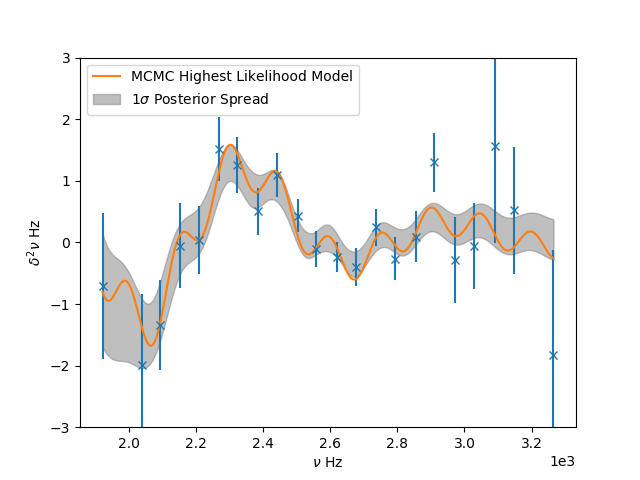 MCMC Highest Likelihood Model
1σ Posterior Spread
δ²ν Hz
3
2
1
0
−1
−2
−3
2.0 2.2 2.4 2.6 2.8 3.0 3.2
ν Hz
1e3